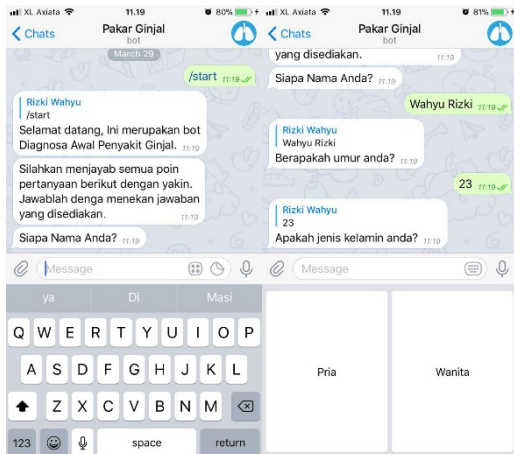 XL Axiata 11.19 80%
Chats Pakar Ginjal
bot
March 29
/start 11:19
Rizki Wahyu
/start
Selamat datang, Ini merupakan bot
Diagnosa Awal Penyakit Ginjal. 11:19
Silahkan menjayab semua poin
pertanyaan berikut dengan yakin.
Jawablah denga menekan jawaban
yang disediakan. 11:19
Siapa Nama Anda? 11:19
Message
ya Di Masi
Q W E R T Y U I O P
A S D F G H J K L
Z X C V B N M
123 space return
XL Axiata 11.19 81%
Chats Pakar Ginjal
bot
yang disediakan. 11:19
Siapa Nama Anda? 11:19
Wahyu Rizki 11:19
Rizki Wahyu
Wahyu Rizki
Berapakah umur anda? 11:19
23 11:19
Rizki Wahyu
23
Apakah jenis kelamin anda? 11:19
Message
Pria Wanita